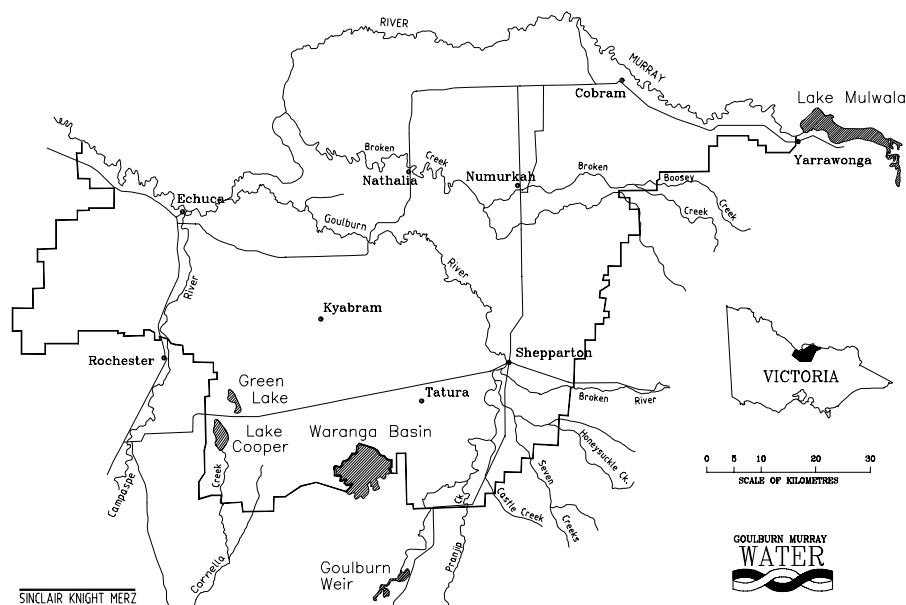 RIVER
MURRAY
Cobram
Lake Mulwala
Yarrawonga
Broken
Creek
Nathalia
Numurkah
Broken
Boosey
Creek
Creek
Echuca
Goulburn
River
River
Kyabram
Rochester
Shepparton
VICTORIA
Green
Lake
Tatura
Broken
River
Lake
Cooper
Waranga Basin
Honeysuckle Ck.
Seven
Creeks
Castle Creek
Ck.
Pranjip
Creek
Cornella
Campaspe
Goulburn
Weir
0 5 10 20 30
SCALE OF KILOMETRES
GOULBURN MURRAY
WATER
SINCLAIR KNIGHT MERZ